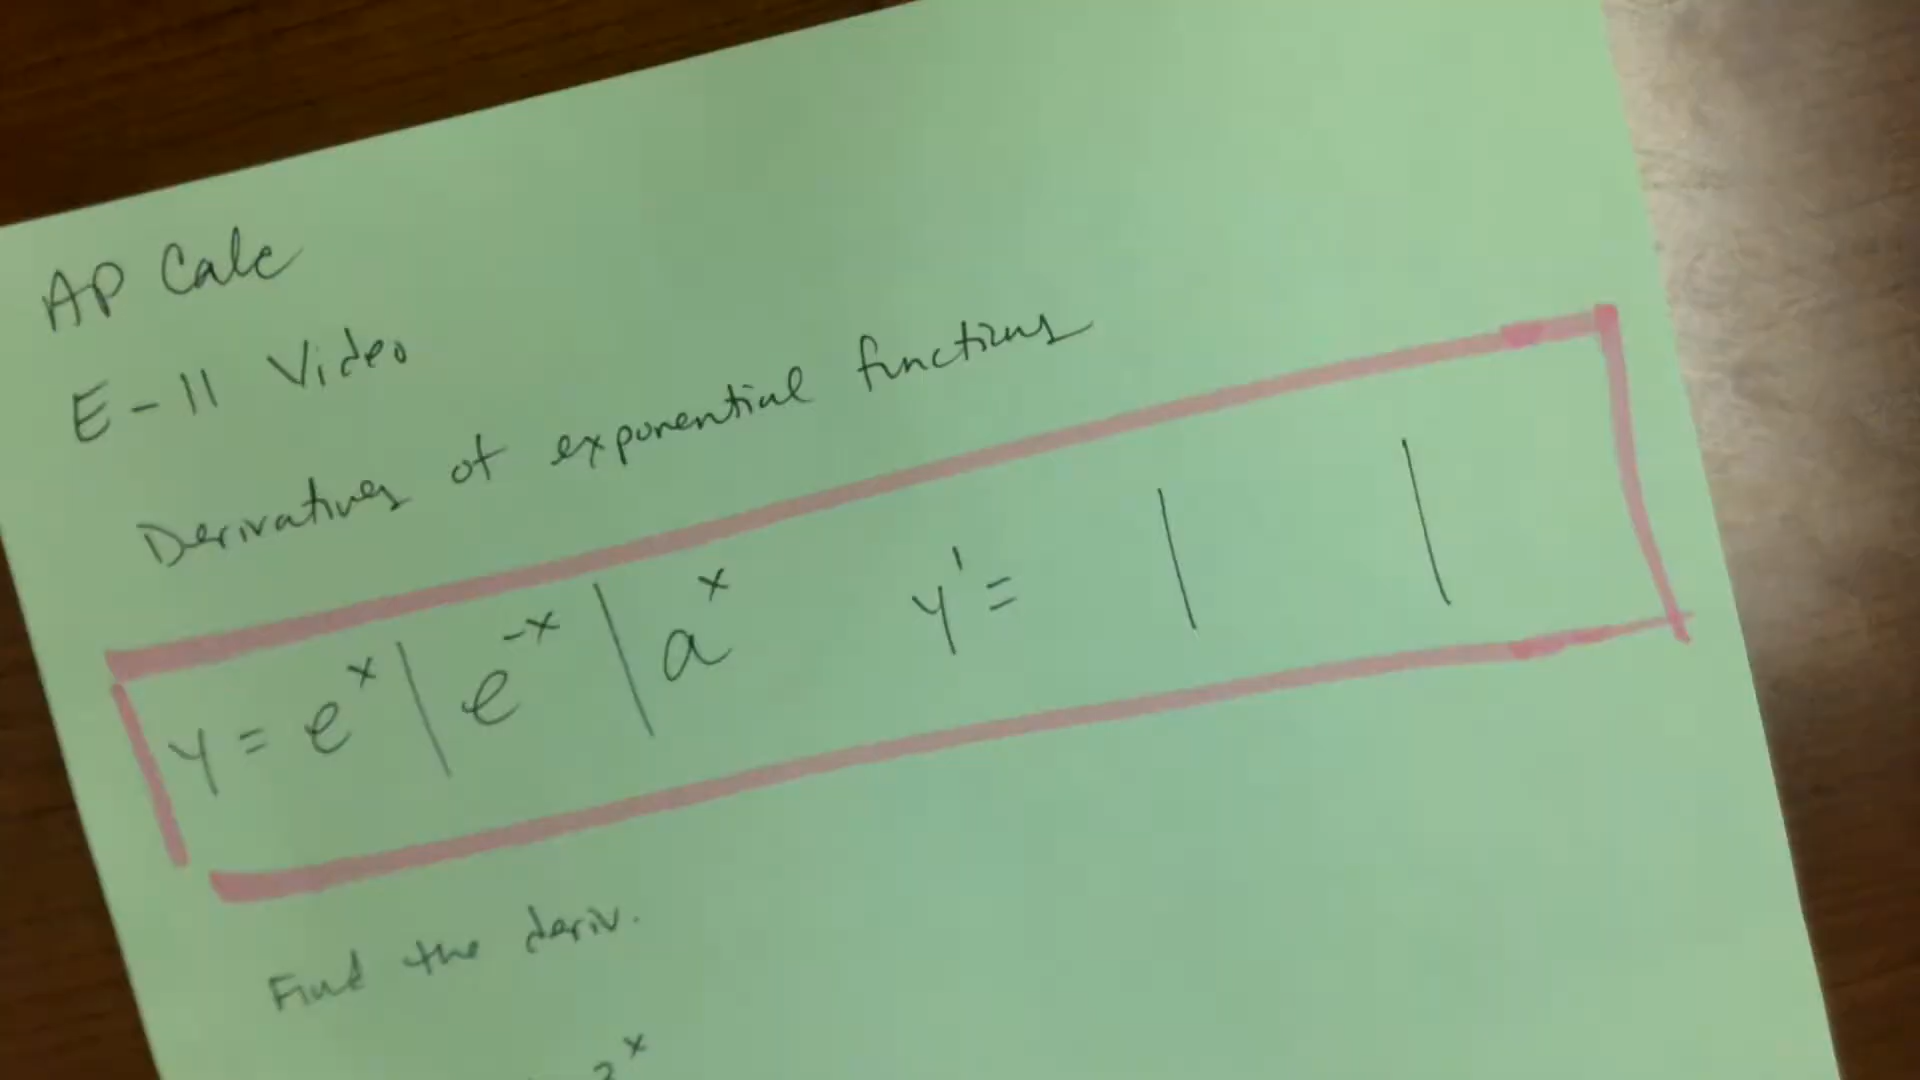 AP Calc
E-11 Video
Derivatives of exponential functions
y = e^x | e^-x | a^x y' = | |
Find the deriv.